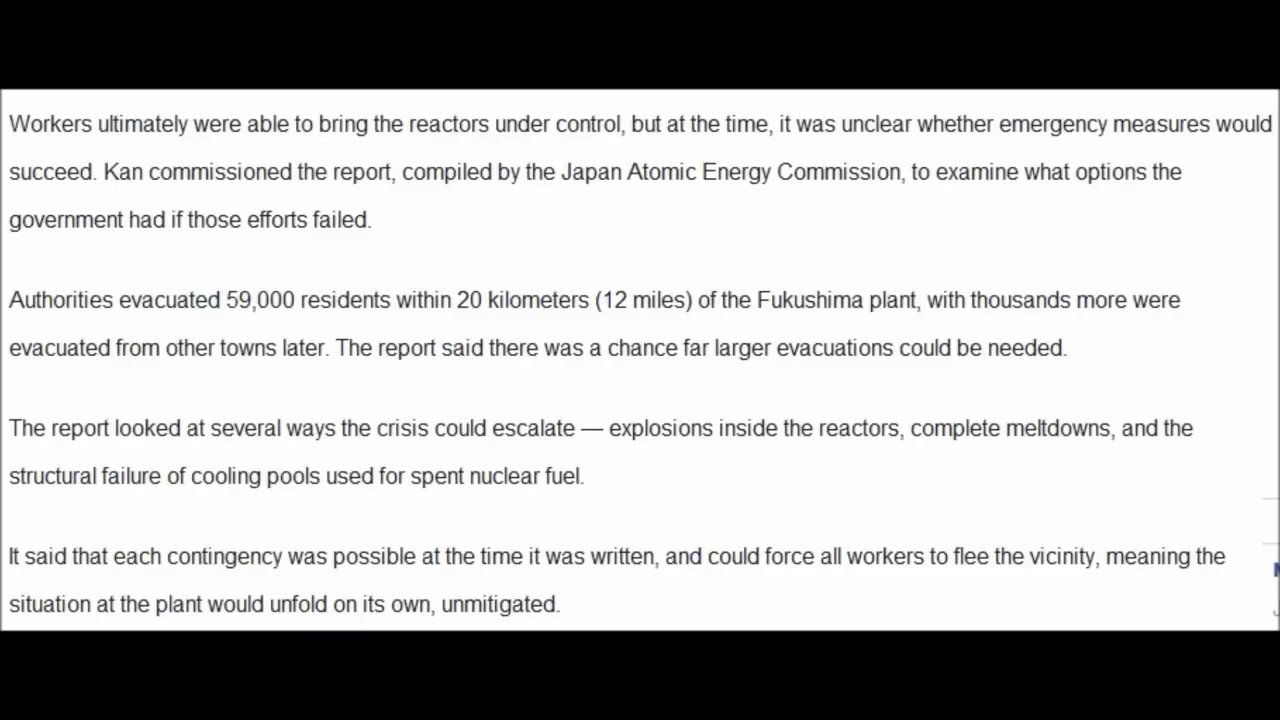 Workers ultimately were able to bring the reactors under control, but at the time, it was unclear whether emergency measures would
succeed. Kan commissioned the report, compiled by the Japan Atomic Energy Commission, to examine what options the
government had if those efforts failed.
Authorities evacuated 59,000 residents within 20 kilometers (12 miles) of the Fukushima plant, with thousands more were
evacuated from other towns later. The report said there was a chance far larger evacuations could be needed.
The report looked at several ways the crisis could escalate — explosions inside the reactors, complete meltdowns, and the
structural failure of cooling pools used for spent nuclear fuel.
It said that each contingency was possible at the time it was written, and could force all workers to flee the vicinity, meaning the
situation at the plant would unfold on its own, unmitigated.